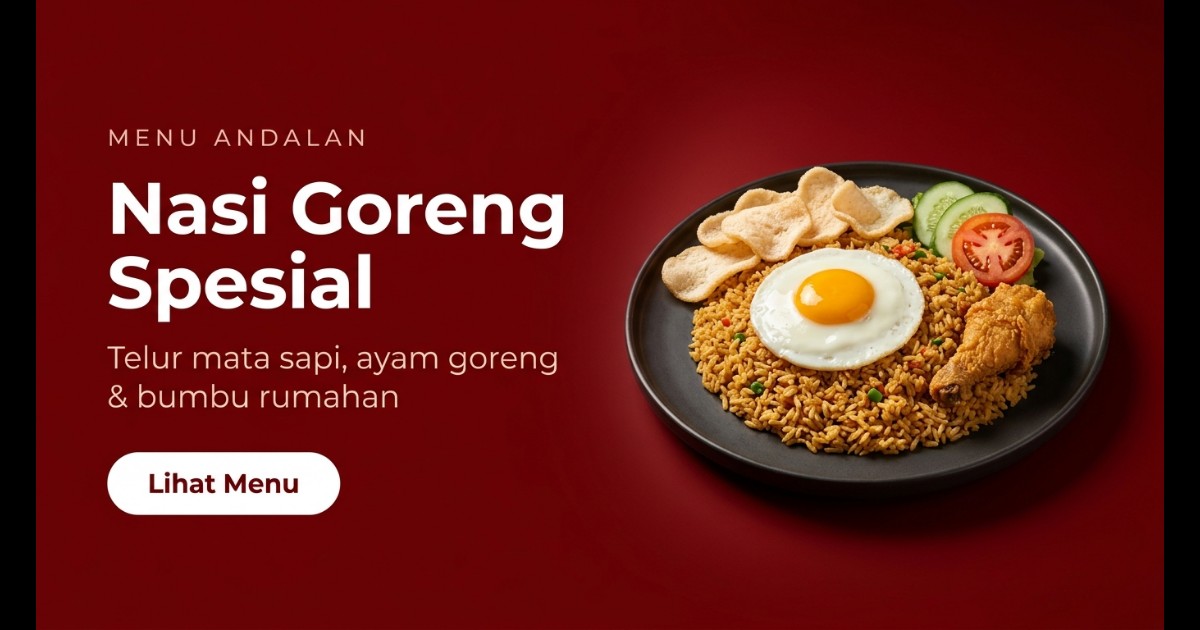 MENU ANDALAN
Nasi Goreng
Spesial
Telur mata sapi, ayam goreng
& bumbu rumahan
Lihat Menu